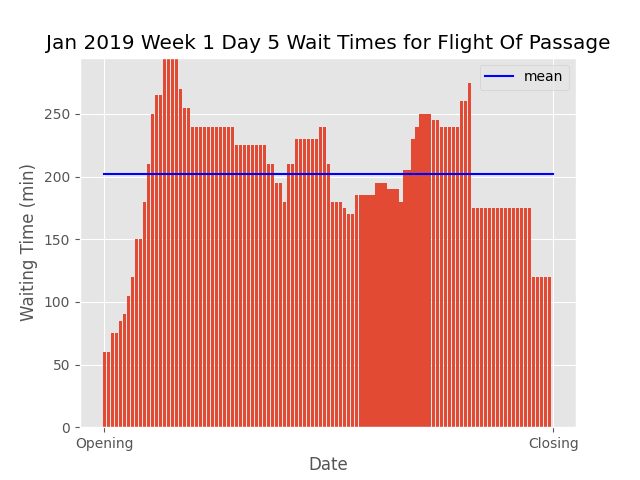 Jan 2019 Week 1 Day 5 Wait Times for Flight Of Passage
mean
250
200
150
100
50
0
Waiting Time (min)
Opening
Closing
Date